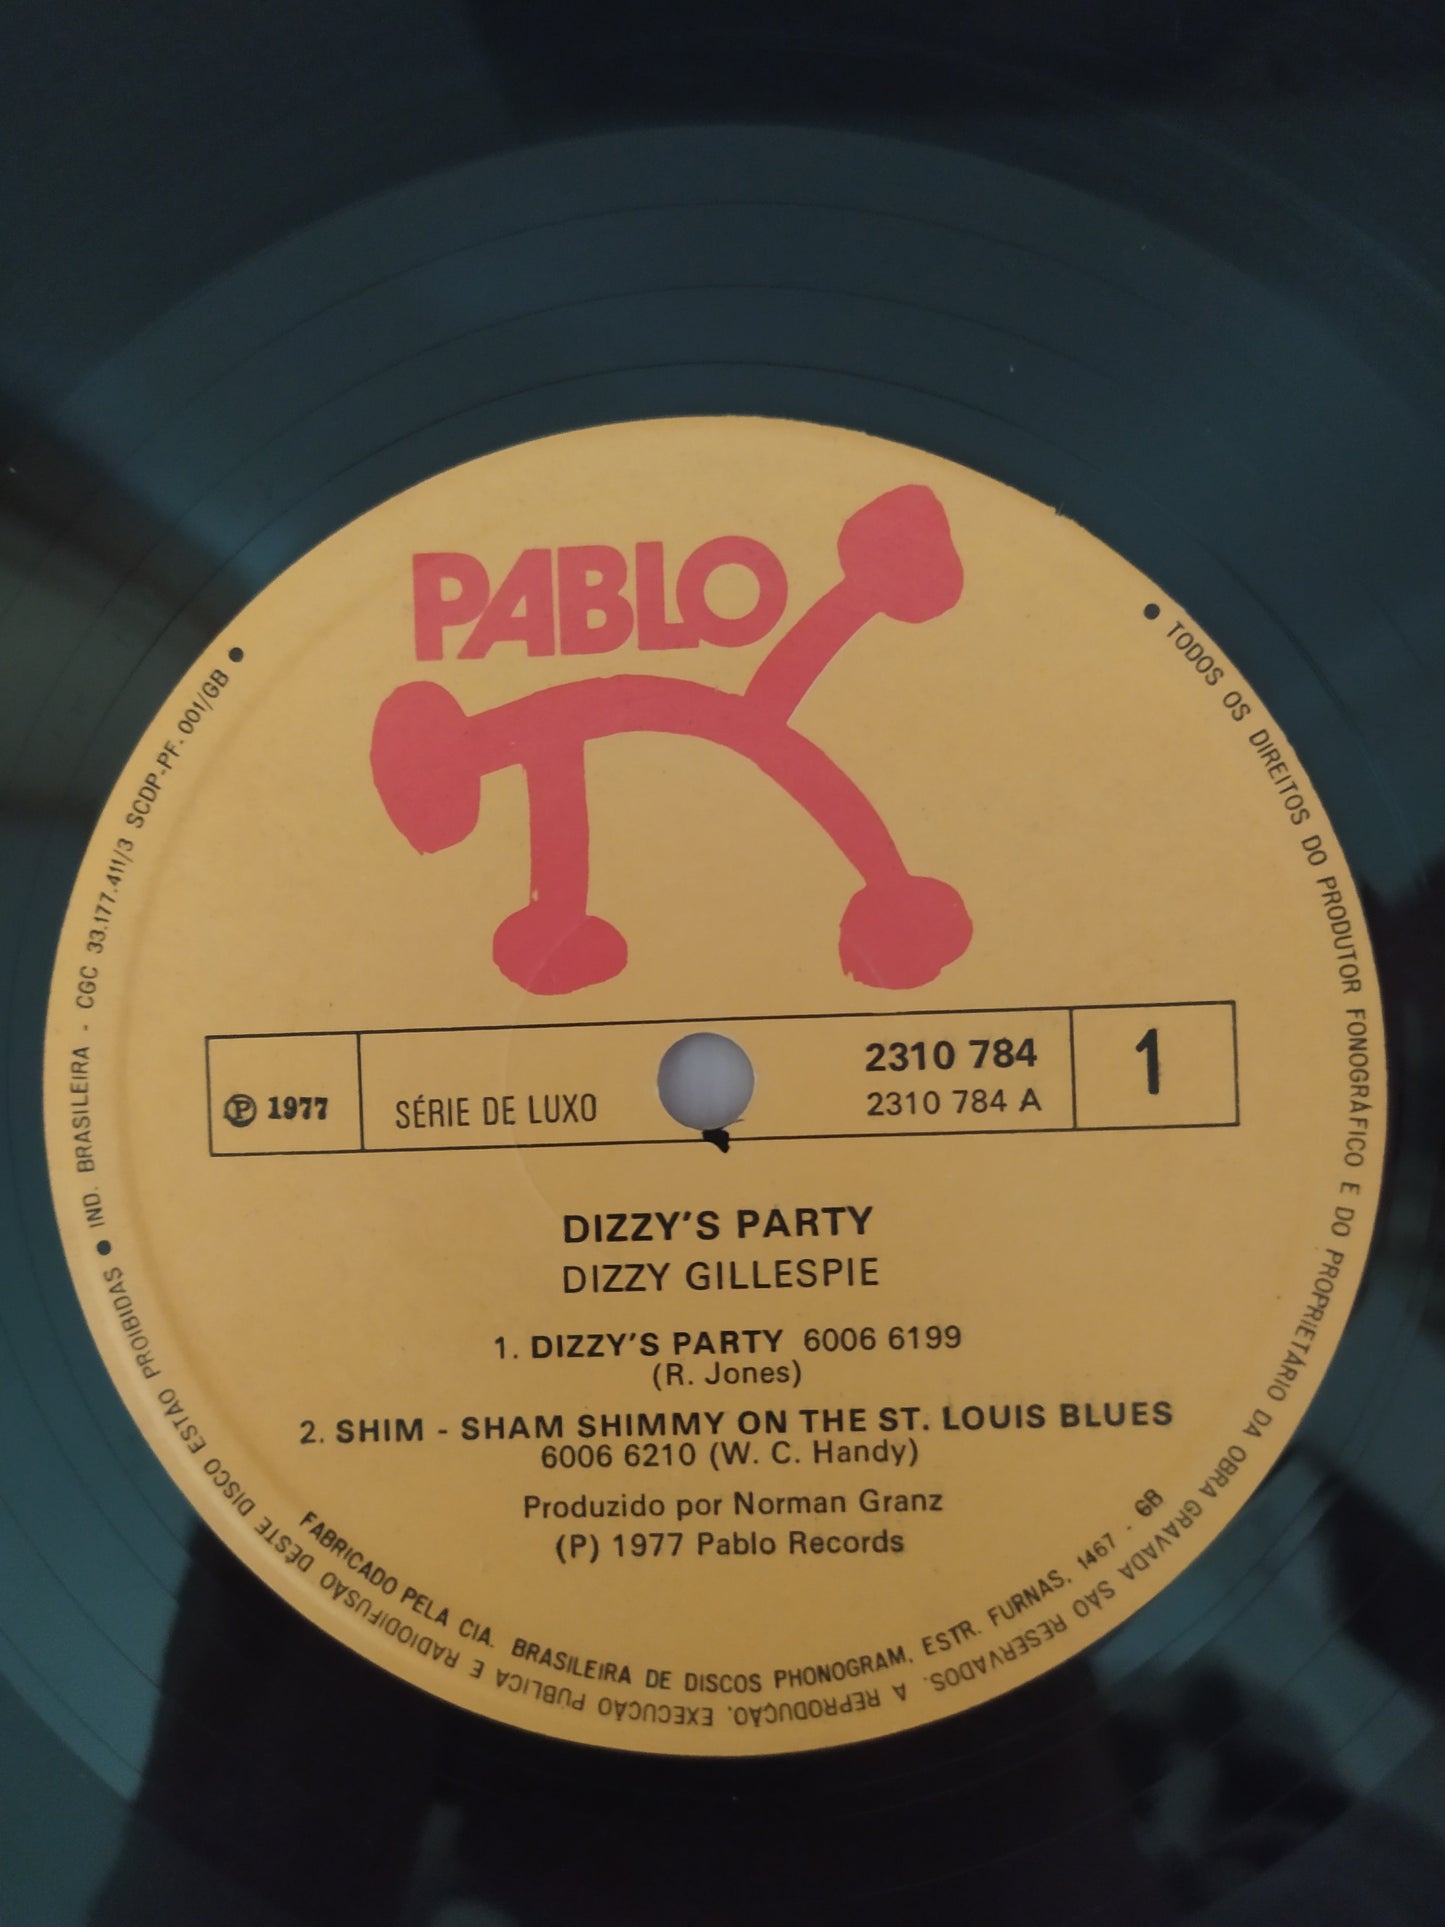 PABLO
Ⓟ 1977
SÉRIE DE LUXO
2310 784
2310 784 A
1
DIZZY'S PARTY
DIZZY GILLESPIE
1. DIZZY'S PARTY 6006 6199
(R. Jones)
2. SHIM - SHAM SHIMMY ON THE ST. LOUIS BLUES
6006 6210 (W. C. Handy)
Produzido por Norman Granz
(P) 1977 Pablo Records
FABRICADO PELA CIA. BRASILEIRA DE DISCOS PHONOGRAM. ESTR. FURNAS. 1467 - GB
● TODOS OS DIREITOS DO PRODUTOR FONOGRÁFICO E DO PROPRIETÁRIO DA OBRA GRAVADA SÃO RESERVADOS. A REPRODUÇÃO, EXECUÇÃO PÚBLICA E RADIODIFUSÃO DÊSTE DISCO ESTÃO PROIBIDAS ● IND. BRASILEIRA - CGC 33.177.411/3 SCDP-PF. 001/GB ●